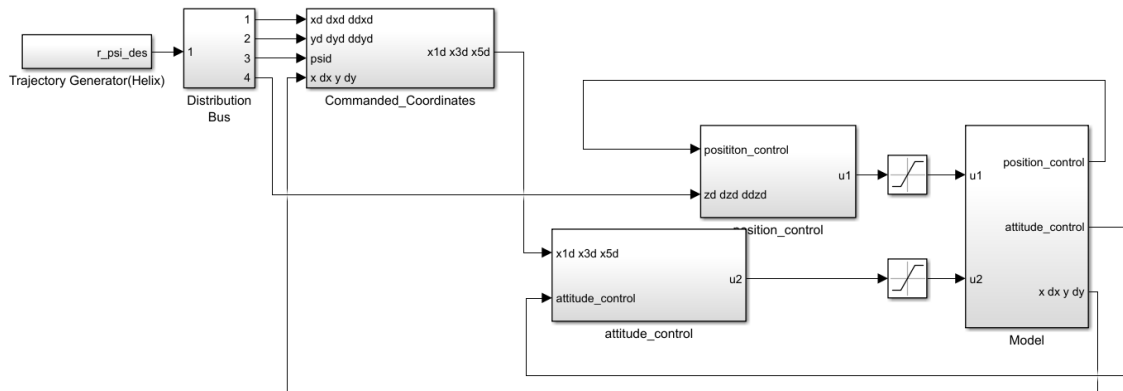 r_psi_des
Trajectory Generator(Helix)
1
1
2
3
4
Distribution
Bus
xd dxd ddxd
yd dyd ddyd
psid
x dx y dy
x1d x3d x5d
Commanded_Coordinates
posititon_control
zd dzd ddzd
u1
position_control
x1d x3d x5d
attitude_control
u2
attitude_control
u1
u2
position_control
attitude_control
x dx y dy
Model